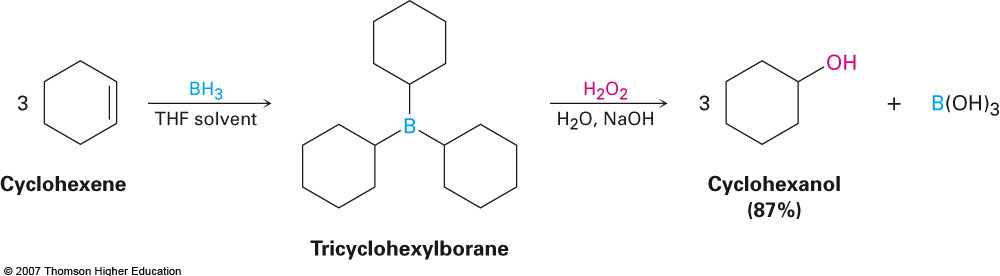 3
BH₃
THF solvent
Cyclohexene
B
Tricyclohexylborane
H₂O₂
H₂O, NaOH
3
OH
Cyclohexanol
(87%)
+
B(OH)₃
© 2007 Thomson Higher Education